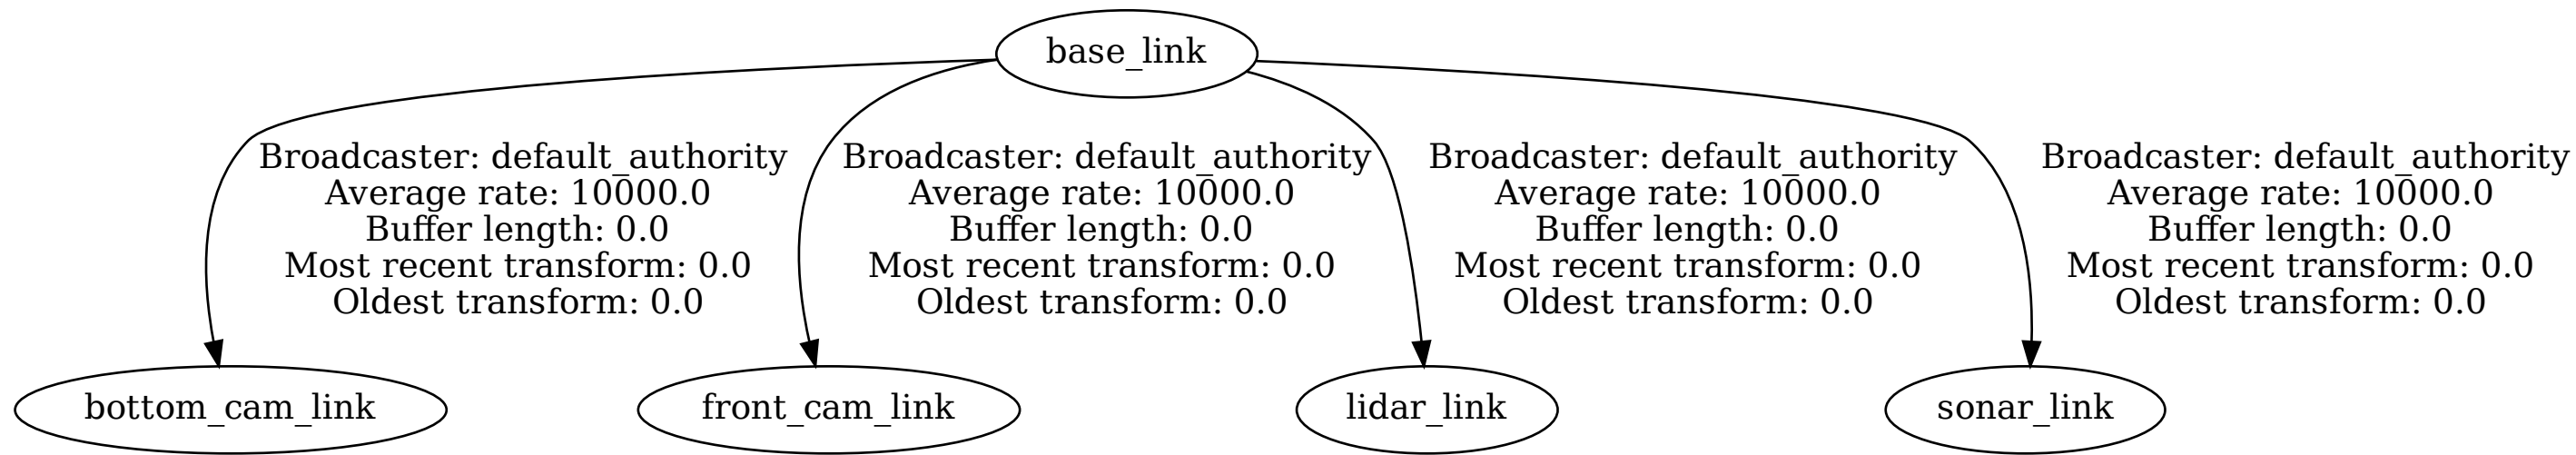 base_link
Broadcaster: default_authority
Average rate: 10000.0
Buffer length: 0.0
Most recent transform: 0.0
Oldest transform: 0.0
Broadcaster: default_authority
Average rate: 10000.0
Buffer length: 0.0
Most recent transform: 0.0
Oldest transform: 0.0
Broadcaster: default_authority
Average rate: 10000.0
Buffer length: 0.0
Most recent transform: 0.0
Oldest transform: 0.0
Broadcaster: default_authority
Average rate: 10000.0
Buffer length: 0.0
Most recent transform: 0.0
Oldest transform: 0.0
bottom_cam_link
front_cam_link
lidar_link
sonar_link